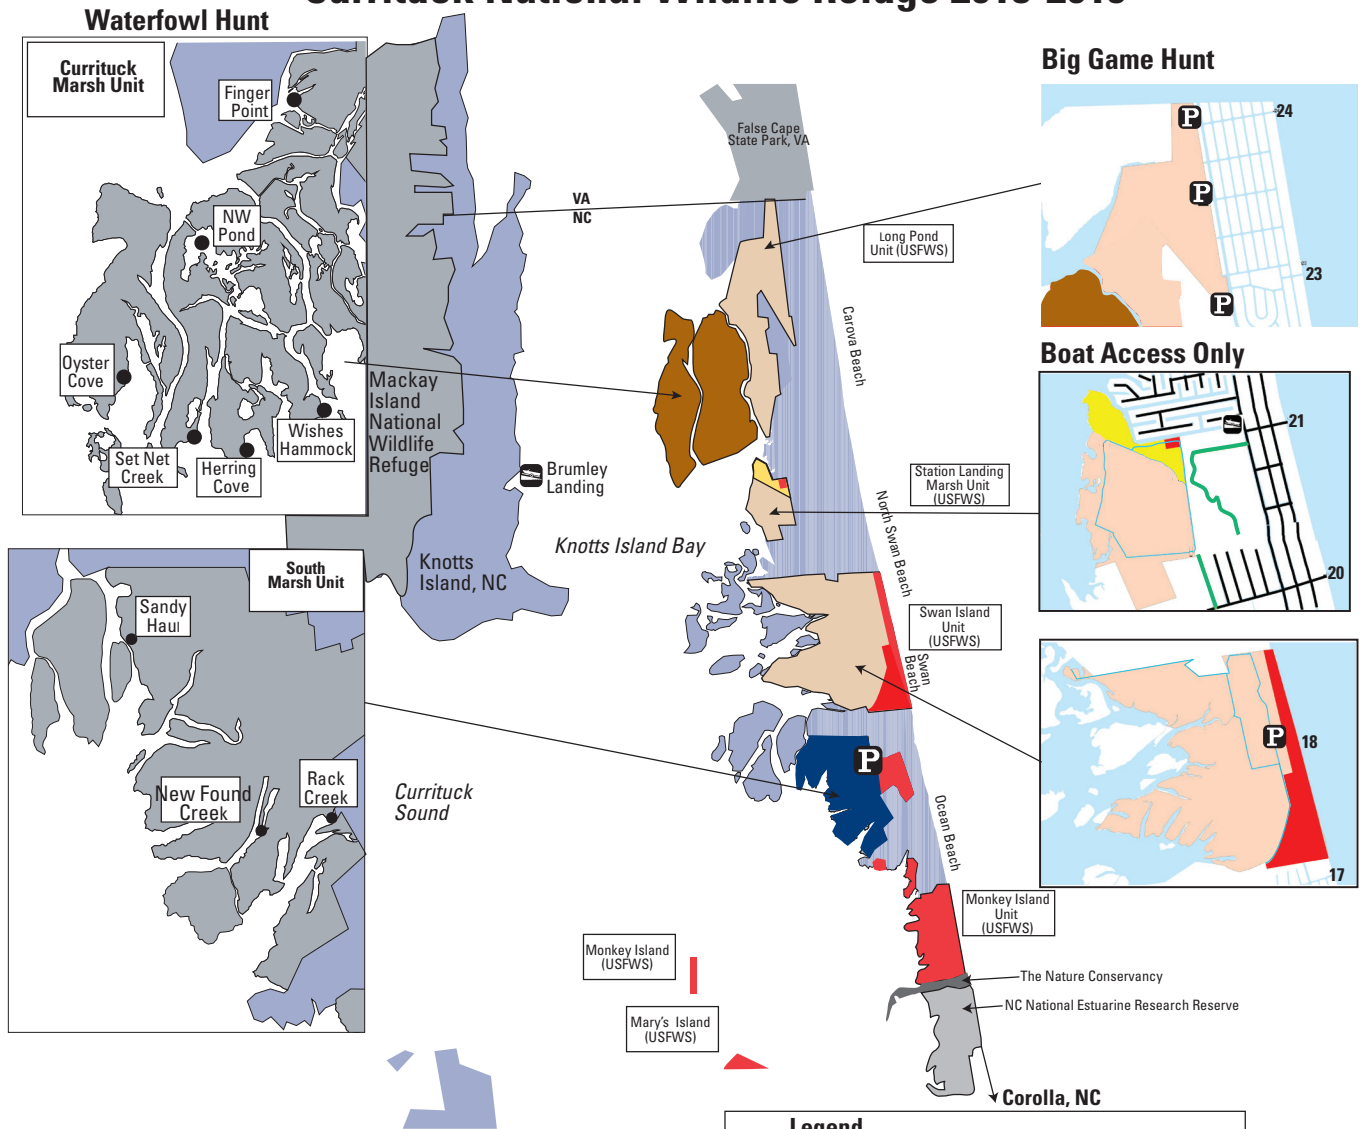 Waterfowl Hunt
Currituck
Marsh Unit
Finger
Point
NW
Pond
Oyster
Cove
Set Net
Creek
Herring
Cove
Wishes
Hammock
Mackay
Island
National
Wildlife
Refuge
Brumley
Landing
Knotts
Island, NC
Knotts Island Bay
VA
NC
False Cape
State Park, VA
Long Pond
Unit (USFWS)
Carova Beach
Station Landing
Marsh Unit
(USFWS)
North Swan Beach
Swan Island
Unit
(USFWS)
Swan
Beach
P
Ocean Beach
Big Game Hunt
P
24
P
23
P
Boat Access Only
21
20
P
18
17
South
Marsh Unit
Sandy
Haul
New Found
Creek
Rack
Creek
Currituck
Sound
Monkey Island
Unit
(USFWS)
Monkey Island
(USFWS)
Mary's Island
(USFWS)
The Nature Conservancy
NC National Estuarine Research Reserve
Corolla, NC
Legend